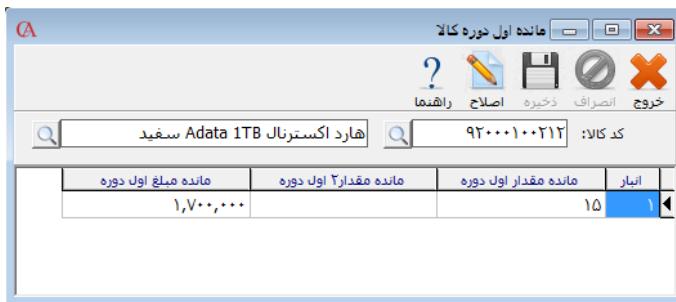 مانده اول دوره کالا
خروج انصراف ذخیره اصلاح راهنما
کد کالا: ۹۲۰۰۰۱۰۰۲۱۲ هارد اکسترنال Adata 1TB سفید
انبار مانده مقدار اول دوره مانده مقدار۲ اول دوره مانده مبلغ اول دوره
۱ ۱۵ ۱,۷۰۰,۰۰۰